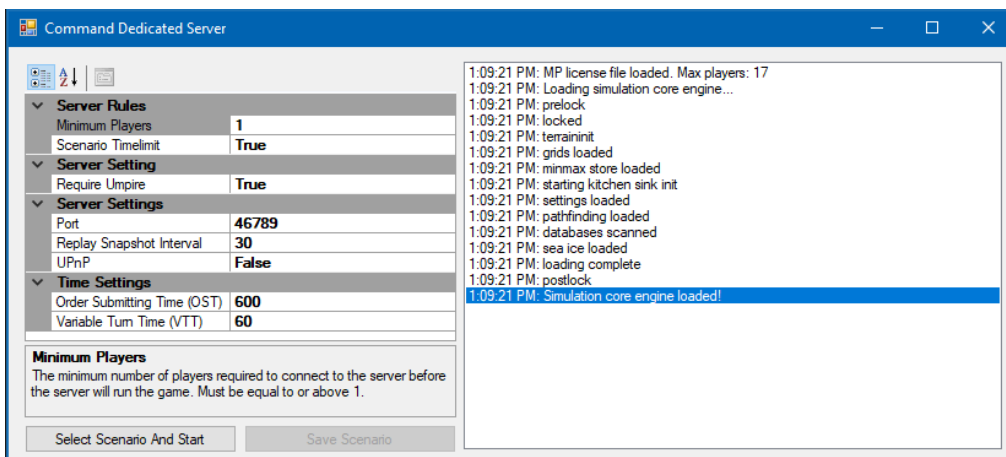 Command Dedicated Server
Server Rules
Minimum Players 1
Scenario Timelimit True
Server Setting
Require Umpire True
Server Settings
Port 46789
Replay Snapshot Interval 30
UPnP False
Time Settings
Order Submitting Time (OST) 600
Variable Turn Time (VTT) 60
Minimum Players
The minimum number of players required to connect to the server before
the server will run the game. Must be equal to or above 1.
Select Scenario And Start
Save Scenario
1:09:21 PM: MP license file loaded. Max players: 17
1:09:21 PM: Loading simulation core engine...
1:09:21 PM: prelock
1:09:21 PM: locked
1:09:21 PM: terraininit
1:09:21 PM: grids loaded
1:09:21 PM: minmax store loaded
1:09:21 PM: starting kitchen sink init
1:09:21 PM: settings loaded
1:09:21 PM: pathfinding loaded
1:09:21 PM: databases scanned
1:09:21 PM: sea ice loaded
1:09:21 PM: loading complete
1:09:21 PM: postlock
1:09:21 PM: Simulation core engine loaded!